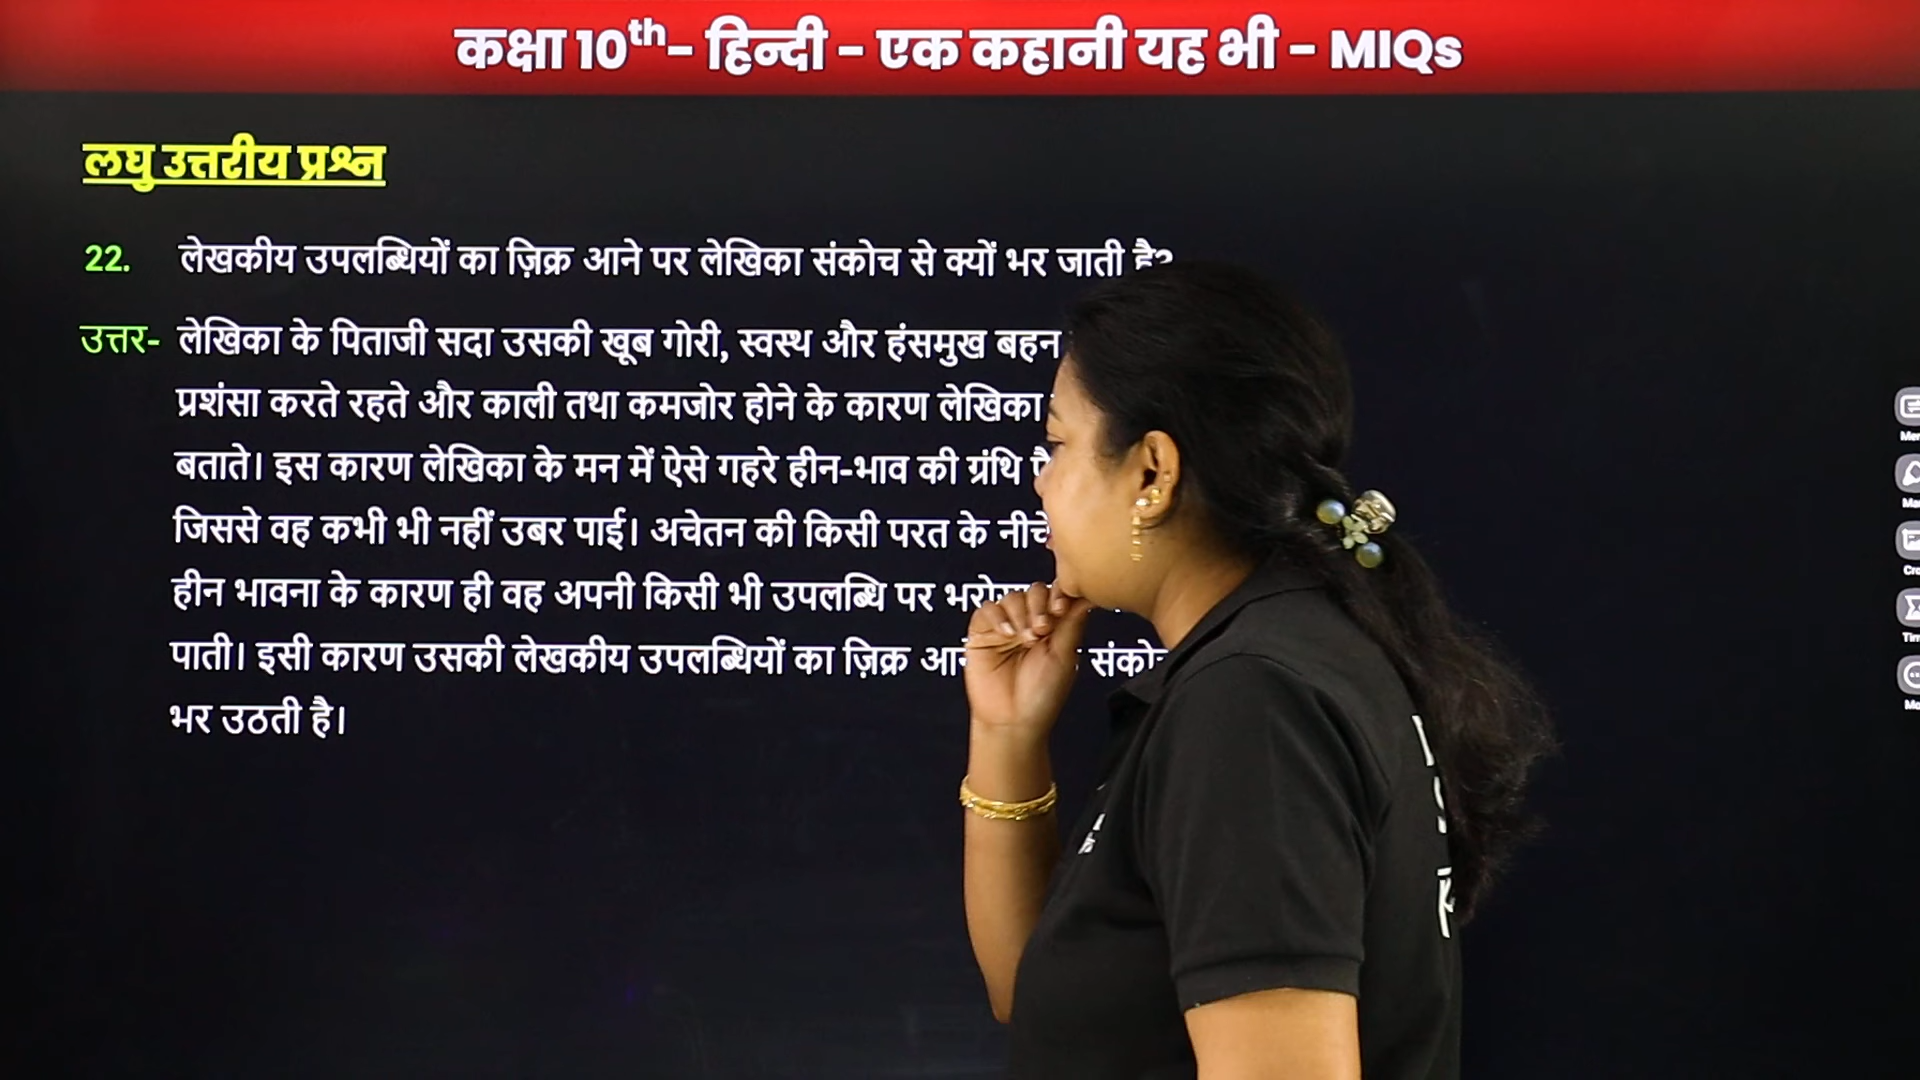 कक्षा 10th– हिन्दी – एक कहानी यह भी – MIQs
लघु उत्तरीय प्रश्न
22. लेखकीय उपलब्धियों का ज़िक्र आने पर लेखिका संकोच से क्यों भर जाती है?
उत्तर- लेखिका के पिताजी सदा उसकी खूब गोरी, स्वस्थ और हंसमुख बहन
प्रशंसा करते रहते और काली तथा कमजोर होने के कारण लेखिका
बताते। इस कारण लेखिका के मन में ऐसे गहरे हीन-भाव की ग्रंथि
जिससे वह कभी भी नहीं उबर पाई। अचेतन की किसी परत के नीचे
हीन भावना के कारण ही वह अपनी किसी भी उपलब्धि पर
पाती। इसी कारण उसकी लेखकीय उपलब्धियों का ज़िक्र
भर उठती है।